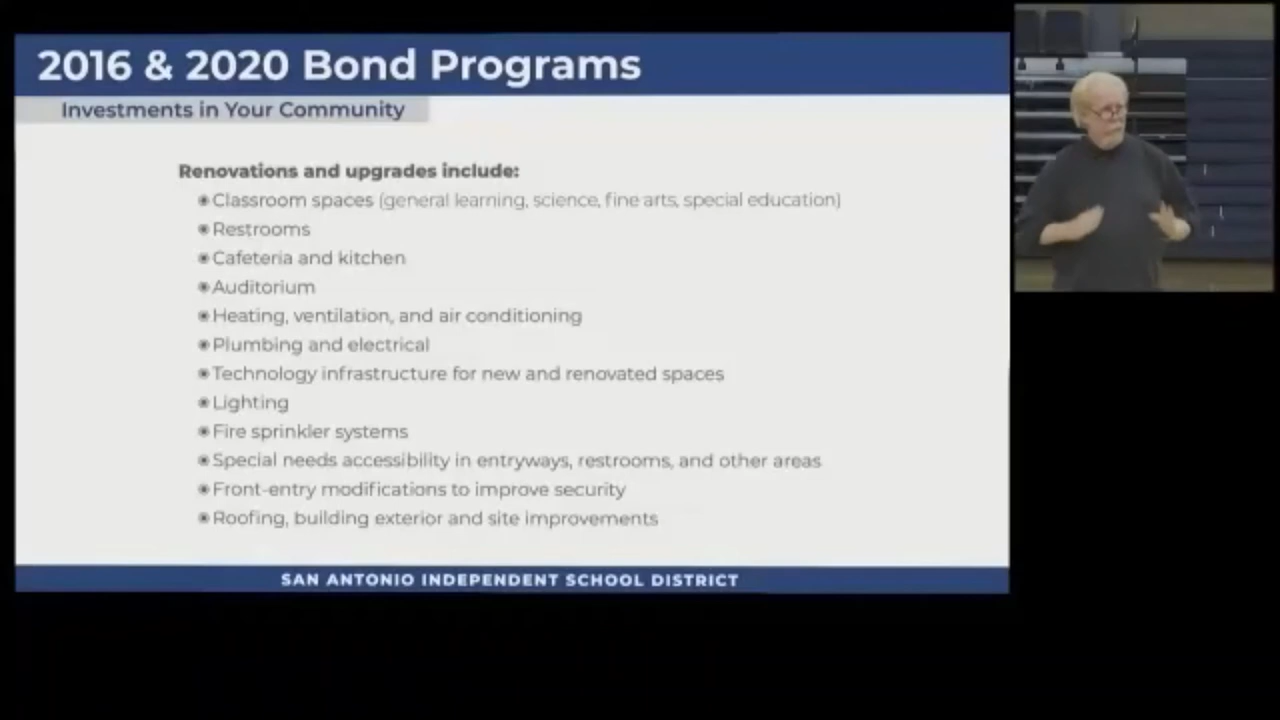 2016 & 2020 Bond Programs
Investments in Your Community
Renovations and upgrades include:
Classroom spaces (general learning, science, fine arts, special education)
Restrooms
Cafeteria and kitchen
Auditorium
Heating, ventilation, and air conditioning
Plumbing and electrical
Technology infrastructure for new and renovated spaces
Lighting
Fire sprinkler systems
Special needs accessibility in entryways, restrooms, and other areas
Front-entry modifications to improve security
Roofing, building exterior and site improvements
SAN ANTONIO INDEPENDENT SCHOOL DISTRICT